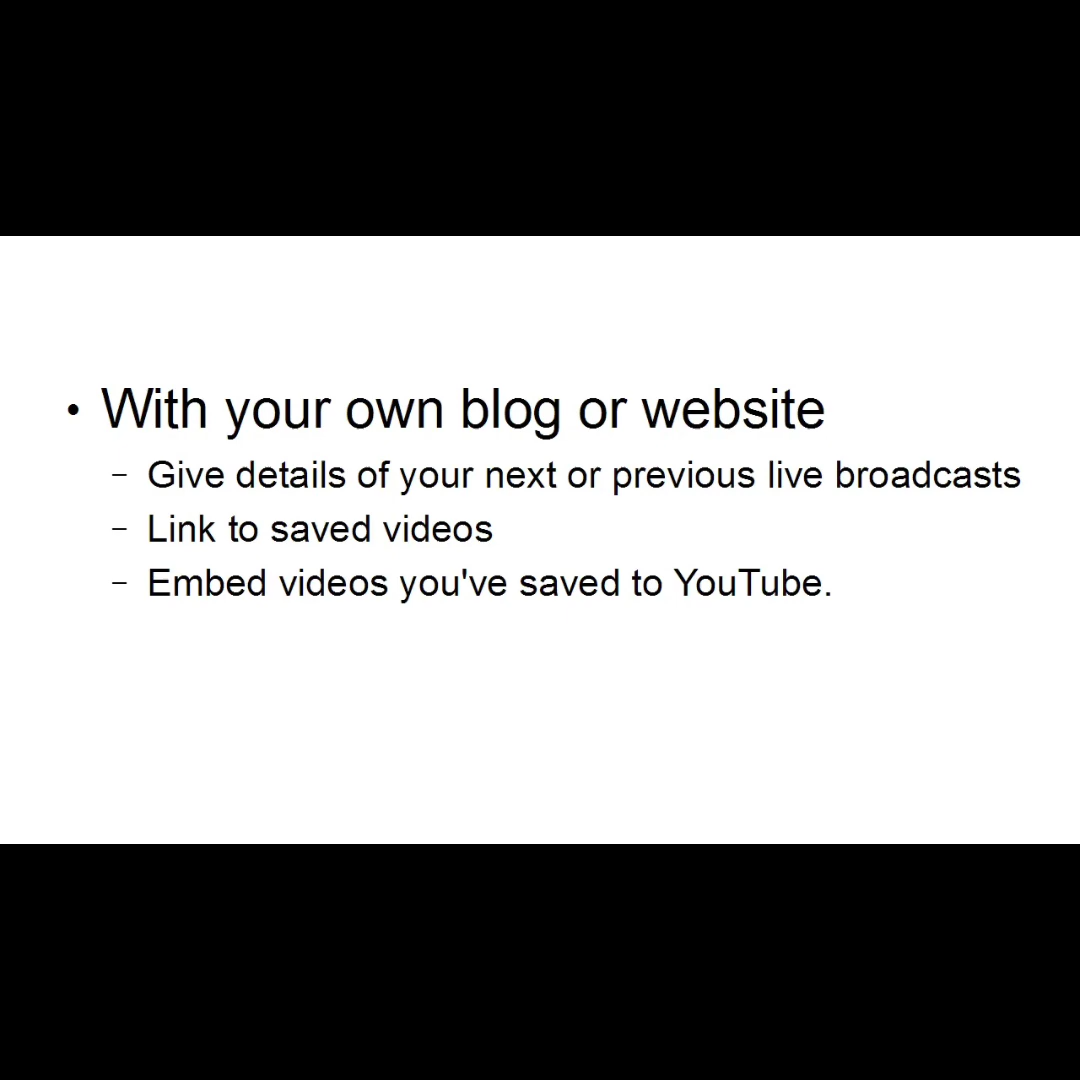 • With your own blog or website
– Give details of your next or previous live broadcasts
– Link to saved videos
– Embed videos you've saved to YouTube.